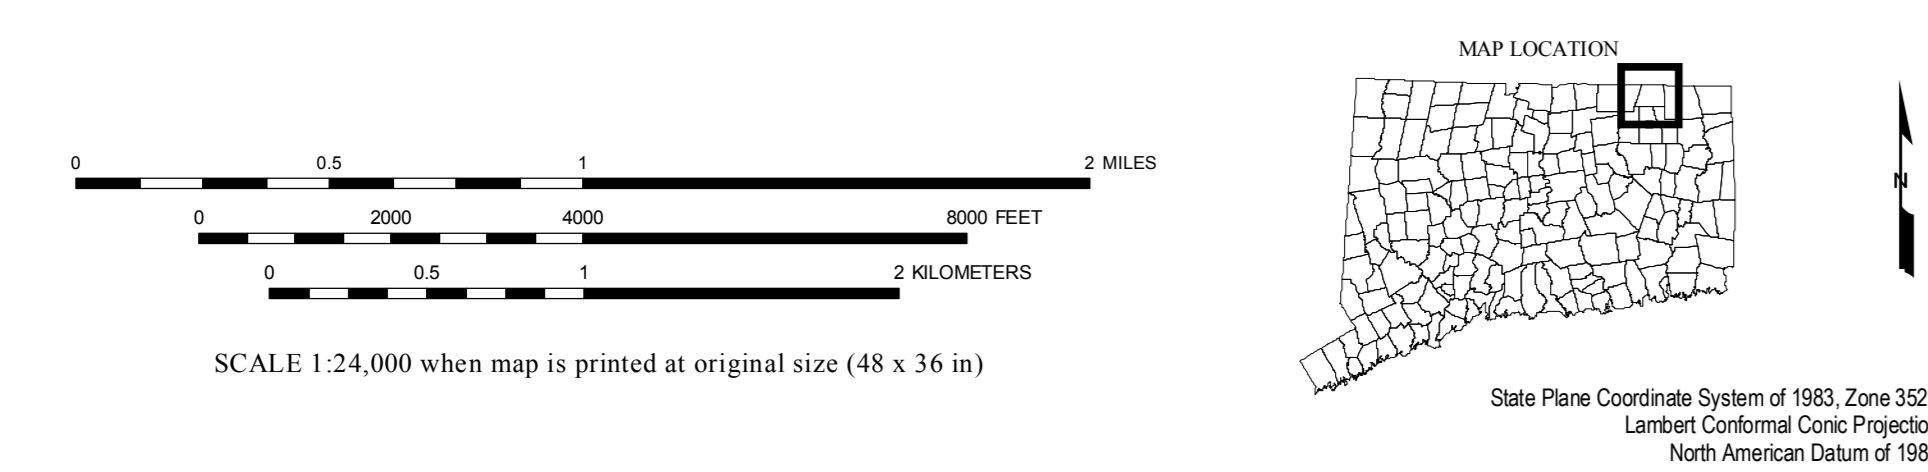 MAP LOCATION
0 0.5 1 2 MILES
0 2000 4000 8000 FEET
0 0.5 1 2 KILOMETERS
N
SCALE 1:24,000 when map is printed at original size (48 x 36 in)
State Plane Coordinate System of 1983, Zone 352
Lambert Conformal Conic Projectio
North American Datum of 198